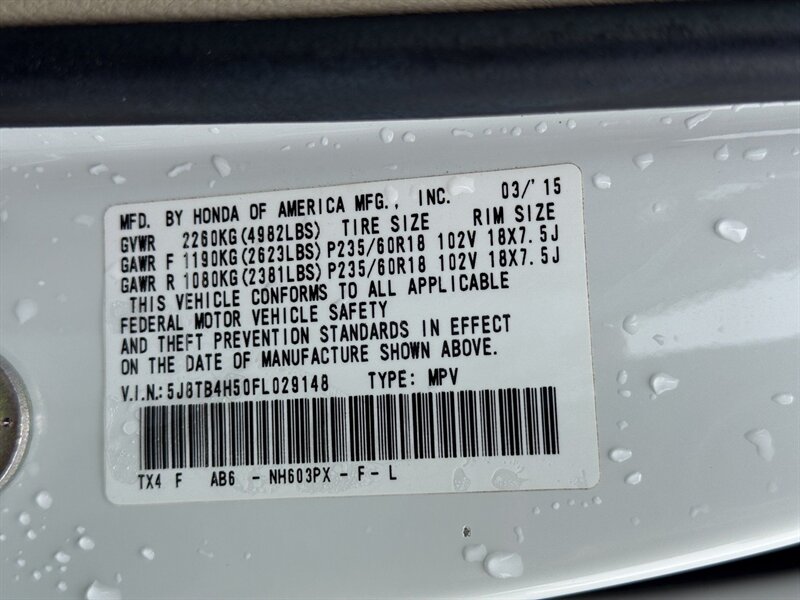 MFD. BY HONDA OF AMERICA MFG., INC. 03/'15
GVWR 2260KG(4982LBS) TIRE SIZE RIM SIZE
GAWR F 1190KG(2623LBS) P235/60R18 102V 18X7.5J
GAWR R 1080KG(2381LBS) P235/60R18 102V 18X7.5J
THIS VEHICLE CONFORMS TO ALL APPLICABLE
FEDERAL MOTOR VEHICLE SAFETY
AND THEFT PREVENTION STANDARDS IN EFFECT
ON THE DATE OF MANUFACTURE SHOWN ABOVE.
V.I.N.: 5J8TB4H50FL029148 TYPE: MPV
TX4 F AB6 - NH603PX - F - L